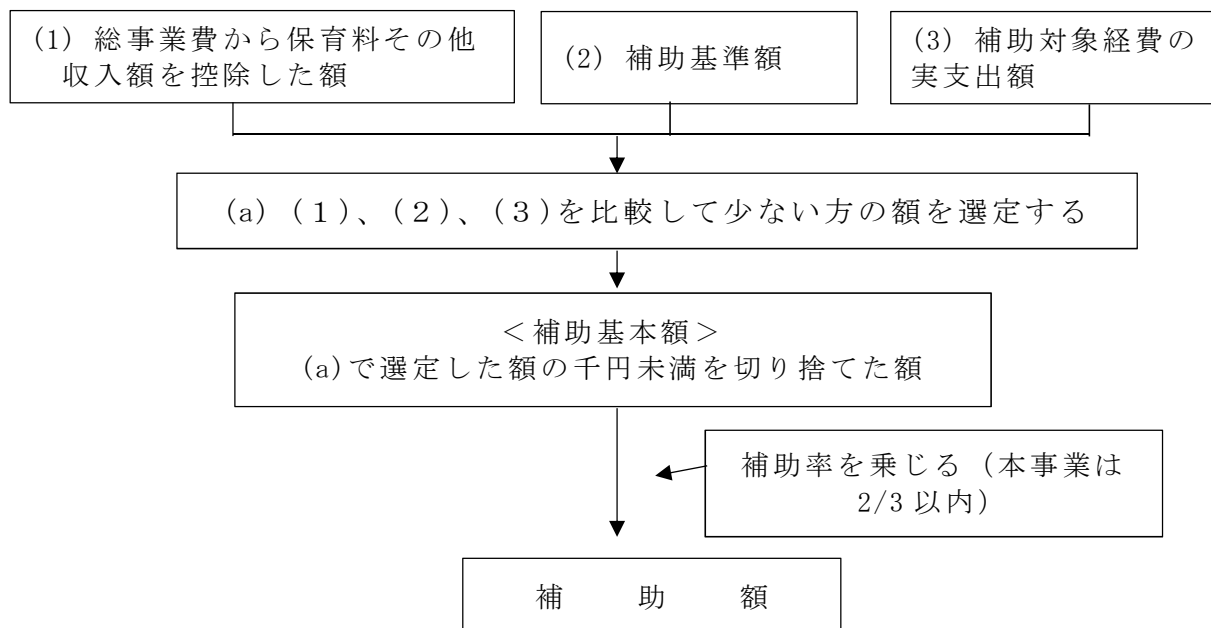 (1) 総事業費から保育料その他
収入額を控除した額
(2) 補助基準額
(3) 補助対象経費の
実支出額
(a) (１)、(２)、(３)を比較して少ない方の額を選定する
＜補助基本額＞
(a)で選定した額の千円未満を切り捨てた額
補助率を乗じる（本事業は
2/3 以内）
補　助　額